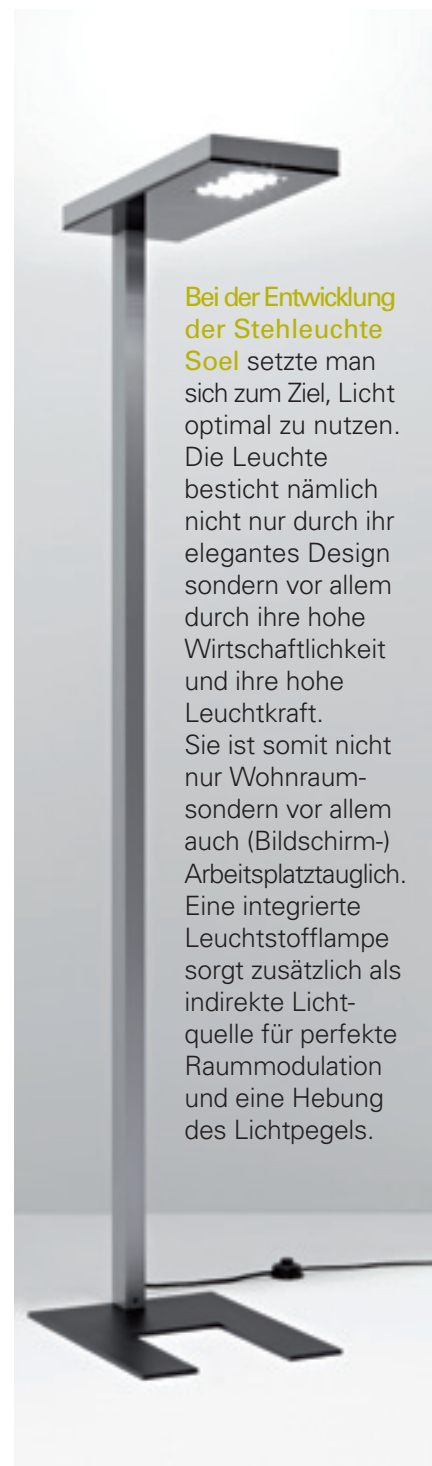 Bei der Entwicklung
der Stehleuchte
Soel setzte man
sich zum Ziel, Licht
optimal zu nutzen.
Die Leuchte
besticht nämlich
nicht nur durch ihr
elegantes Design
sondern vor allem
durch ihre hohe
Wirtschaftlichkeit
und ihre hohe
Leuchtkraft.
Sie ist somit nicht
nur Wohnraum-
sondern vor allem
auch (Bildschirm-)
Arbeitsplatztauglich.
Eine integrierte
Leuchtstofflampe
sorgt zusätzlich als
indirekte Licht-
quelle für perfekte
Raummodulation
und eine Hebung
des Lichtpegels.